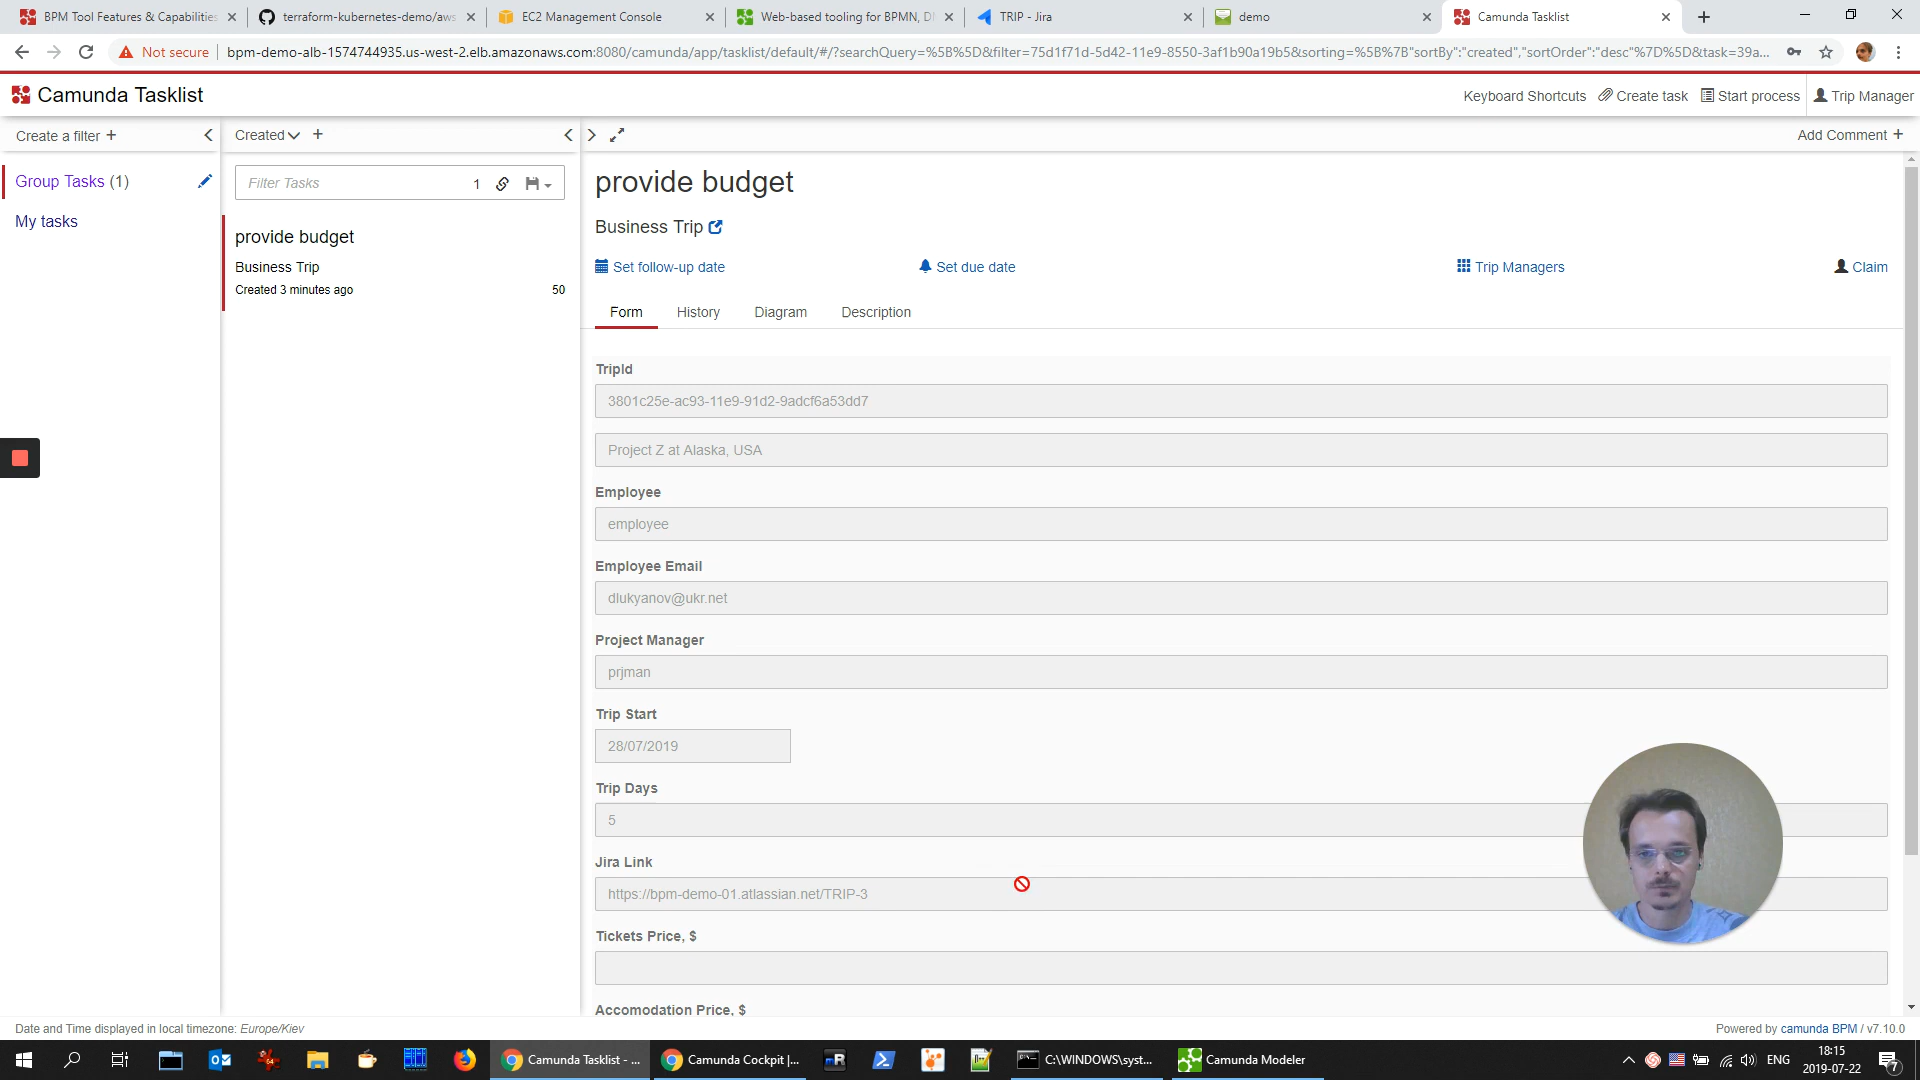 BPM Tool Features & Capabilities
terraform-kubernetes-demo/aws
EC2 Management Console
Web-based tooling for BPMN, D
TRIP - Jira
demo
Camunda Tasklist
Not secure
bpm-demo-alb-1574744935.us-west-2.elb.amazonaws.com:8080/camunda/app/tasklist/default/#/?searchQuery=%5B%5D&filter=75d1f71d-5d42-11e9-8550-3af1b90a19b5&sorting=%5B%7B"sortBy":"created","sortOrder":"desc"%7D%5D&task=39a...
Camunda Tasklist
Keyboard Shortcuts
Create task
Start process
Trip Manager
Create a filter +
Created
+
Add Comment +
Group Tasks (1)
My tasks
Filter Tasks
1
provide budget
Business Trip
Created 3 minutes ago
50
provide budget
Business Trip
Set follow-up date
Set due date
Trip Managers
Claim
Form
History
Diagram
Description
TripId
3801c25e-ac93-11e9-91d2-9adcf6a53dd7
Project Z at Alaska, USA
Employee
employee
Employee Email
dlukyanov@ukr.net
Project Manager
prjman
Trip Start
28/07/2019
Trip Days
5
Jira Link
https://bpm-demo-01.atlassian.net/TRIP-3
Tickets Price, $
Accomodation Price, $
Date and Time displayed in local timezone: Europe/Kiev
Powered by camunda BPM / v7.10.0
Camunda Tasklist - ...
Camunda Cockpit |...
mR
C:\WINDOWS\syst...
Camunda Modeler
ENG
18:15
2019-07-22
7